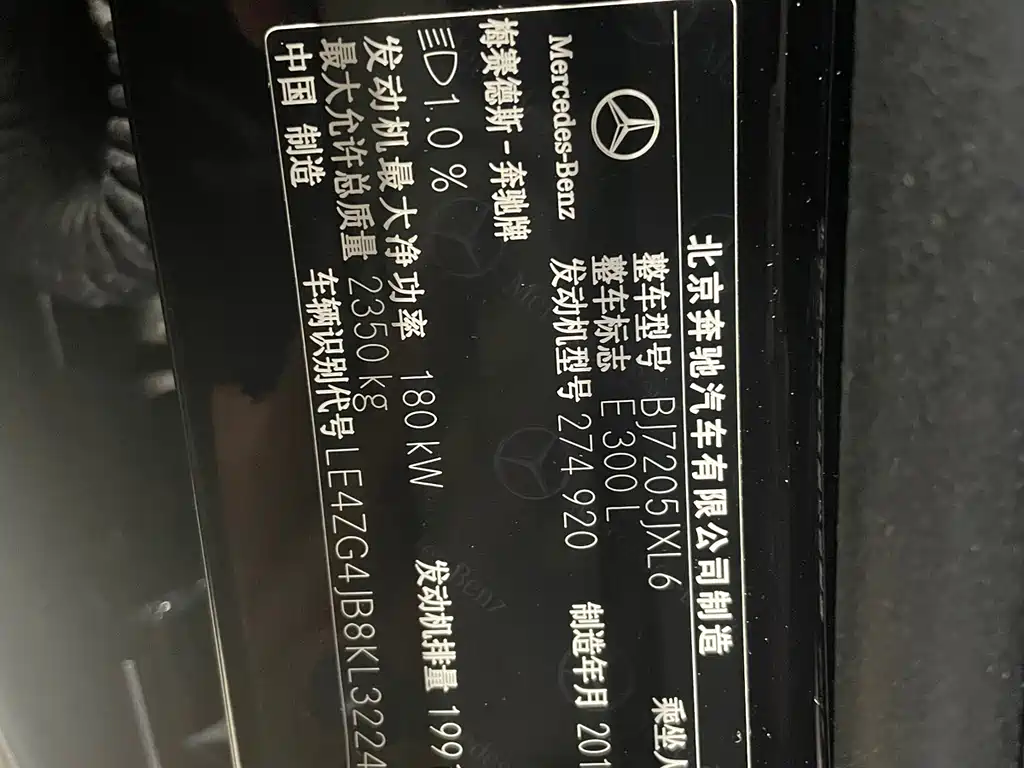 北京奔驰汽车有限公司制造
Mercedes-Benz
整车型号 BJ7205JXL6 乘坐人
整车标志 E 300 L
发动机型号 274 920 制造年月 201
梅赛德斯-奔驰牌
1.0 %
发动机最大净功率 180 kW 发动机排量 1991
最大允许总质量 2350 kg
中国 制造 车辆识别代号 LE4ZG4JB8KL3224